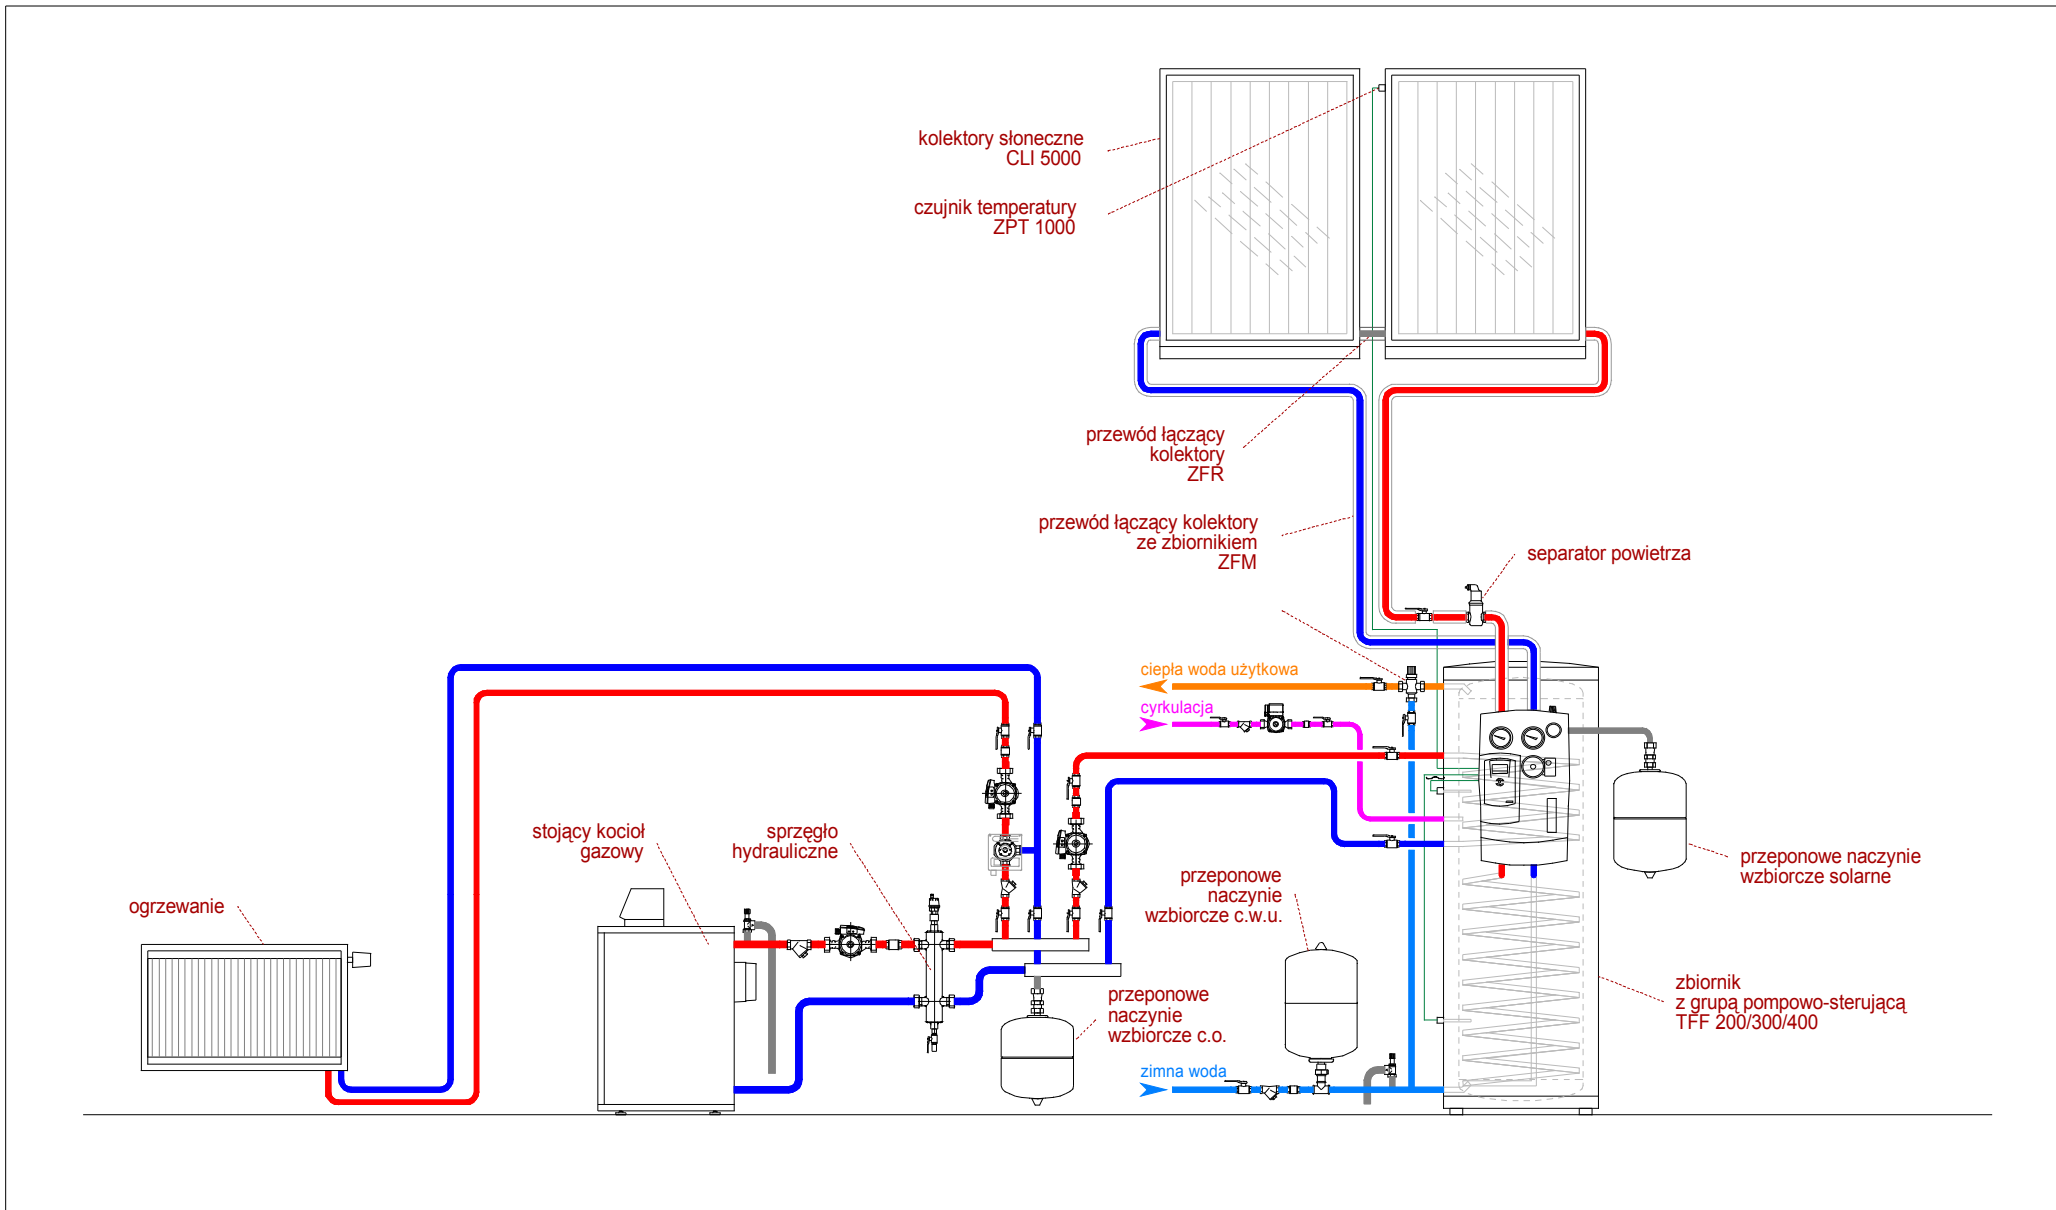 kolektory słoneczne
CLI 5000
czujnik temperatury
ZPT 1000
przewód łączący
kolektory
ZFR
przewód łączący kolektory
ze zbiornikiem
ZFM
separator powietrza
ciepła woda użytkowa
cyrkulacja
stojący kocioł
gazowy
sprzęgło
hydrauliczne
ogrzewanie
przeponowe
naczynie
wzbiorcze c.w.u.
przeponowe naczynie
wzbiorcze solarne
przeponowe
naczynie
wzbiorcze c.o.
zbiornik
z grupą pompowo-sterującą
TFF 200/300/400
zimna woda